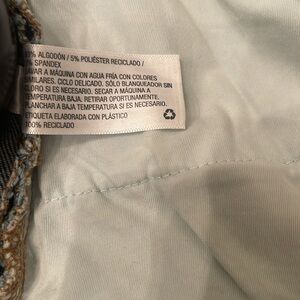 % ALGODÓN / 5% POLIÉSTER RECICLADO /
% SPANDEX
LAVAR A MÁQUINA CON AGUA FRÍA CON COLORES
SIMILARES. CICLO DELICADO. SÓLO BLANQUEADOR SIN
CLORO SI ES NECESARIO. SECAR A MÁQUINA A
TEMPERATURA BAJA. RETIRAR OPORTUNAMENTE.
PLANCHAR A BAJA TEMPERATURA SI ES NECESARIO.
ETIQUETA ELABORADA CON PLÁSTICO
100% RECICLADO